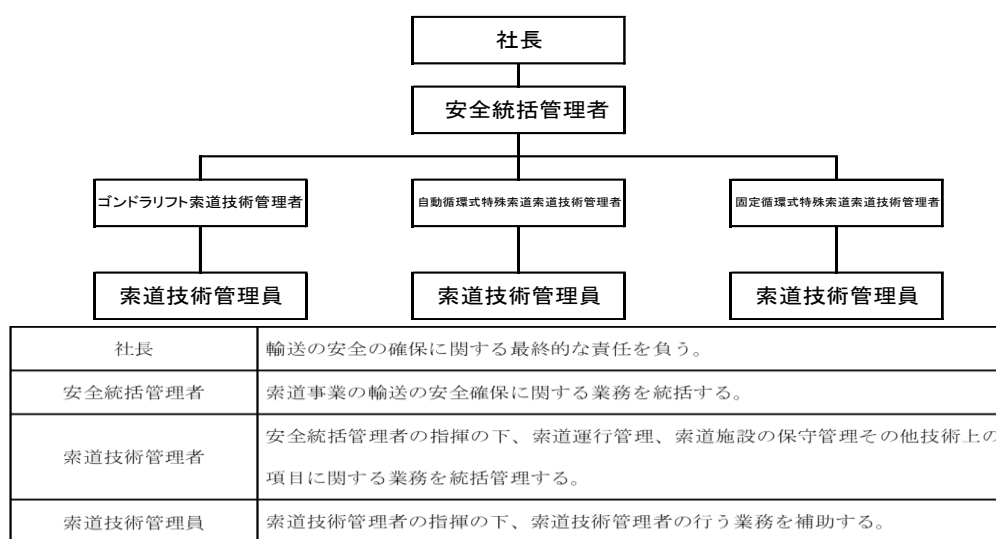 社長
安全統括管理者
ゴンドラリフト索道技術管理者
自動循環式特殊索道索道技術管理者
固定循環式特殊索道索道技術管理者
索道技術管理員
索道技術管理員
索道技術管理員
社長
輸送の安全の確保に関する最終的な責任を負う。
安全統括管理者
索道事業の輸送の安全確保に関する業務を統括する。
索道技術管理者
安全統括管理者の指揮の下、索道運行管理、索道施設の保守管理その他技術上の
項目に関する業務を統括管理する。
索道技術管理員
索道技術管理者の指揮の下、索道技術管理者の行う業務を補助する。